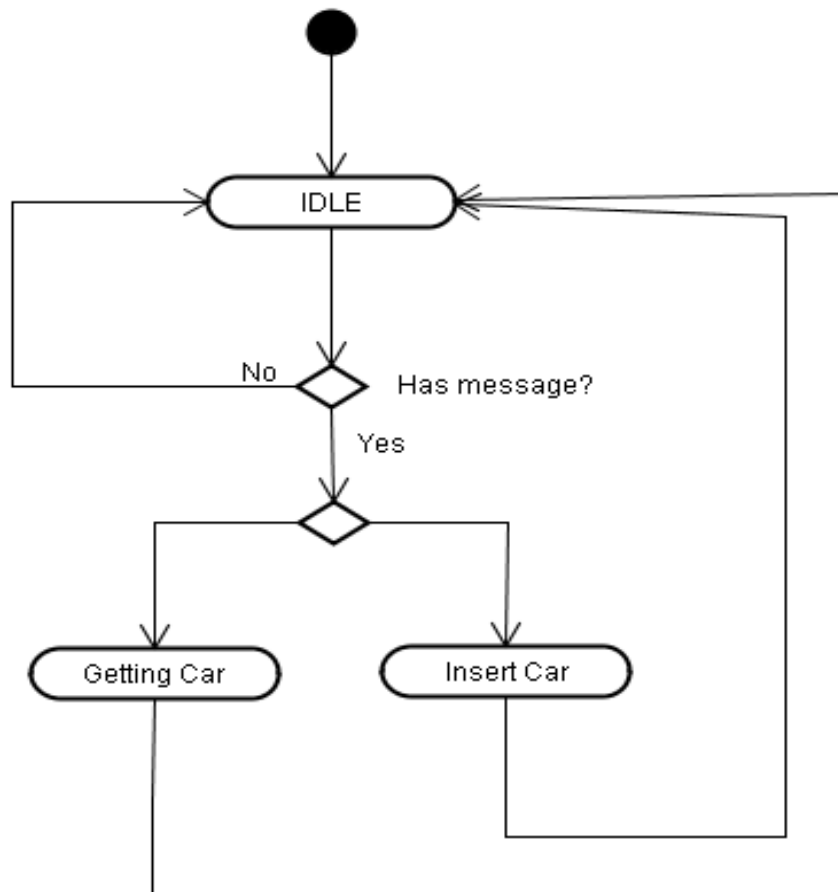 IDLE
No
Has message?
Yes
Getting Car
Insert Car